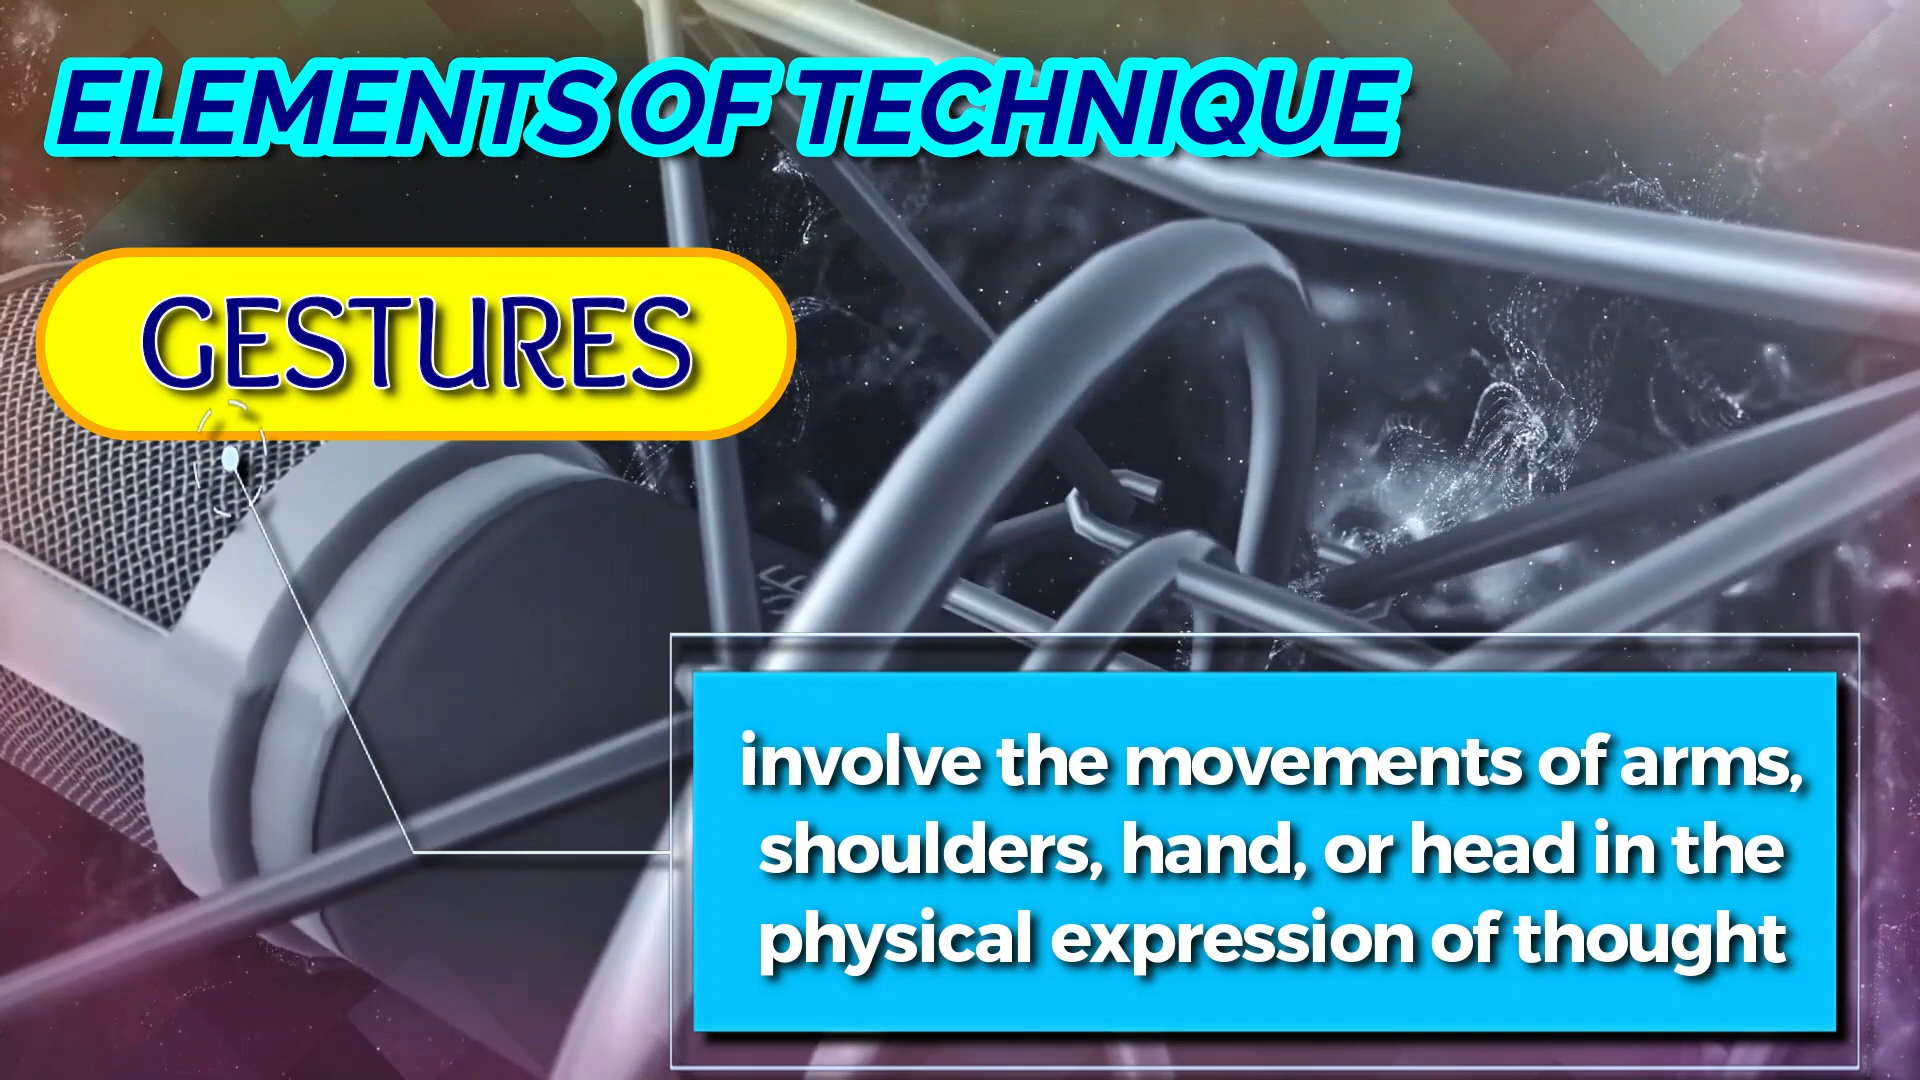 ELEMENTS OF TECHNIQUE
GESTURES
involve the movements of arms,
shoulders, hand, or head in the
physical expression of thought